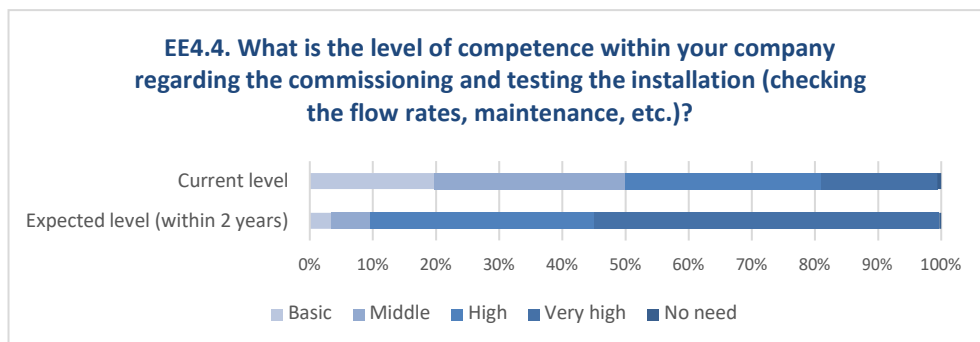 EE4.4. What is the level of competence within your company
regarding the commissioning and testing the installation (checking
the flow rates, maintenance, etc.)?
Current level
Expected level (within 2 years)
0% 10% 20% 30% 40% 50% 60% 70% 80% 90% 100%
Basic Middle High Very high No need